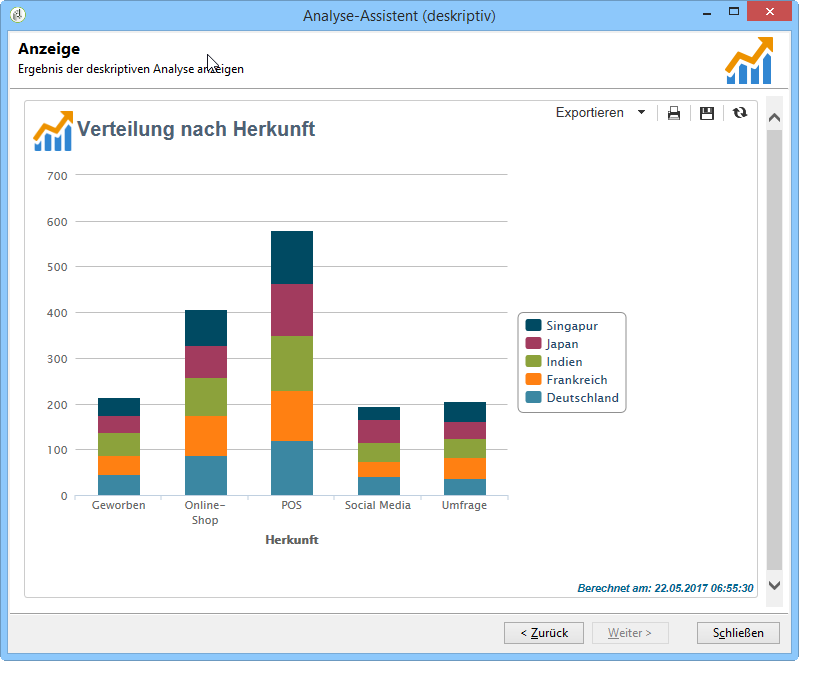 Analyse-Assistent (deskriptiv)
Anzeige
Ergebnis der deskriptiven Analyse anzeigen
Exportieren
Verteilung nach Herkunft
700
600
500
400
300
200
100
0
Singapur
Japan
Indien
Frankreich
Deutschland
Geworben
Online-
Shop
POS
Social Media
Umfrage
Herkunft
Berechnet am: 22.05.2017 06:55:30
< Zurück
Weiter >
Schließen